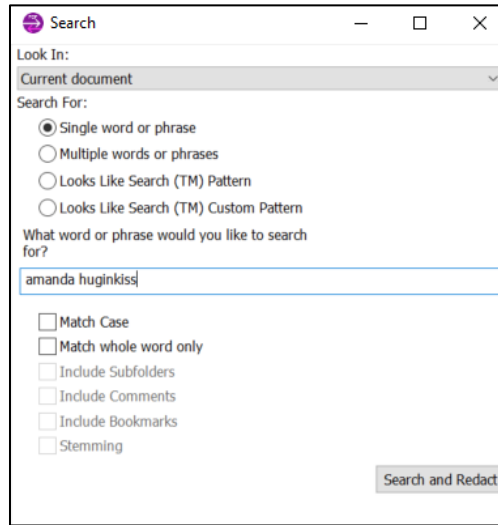 Search
Look In:
Current document
Search For:
Single word or phrase
Multiple words or phrases
Looks Like Search (TM) Pattern
Looks Like Search (TM) Custom Pattern
What word or phrase would you like to search
for?
amanda huginkiss
Match Case
Match whole word only
Include Subfolders
Include Comments
Include Bookmarks
Stemming
Search and Redact